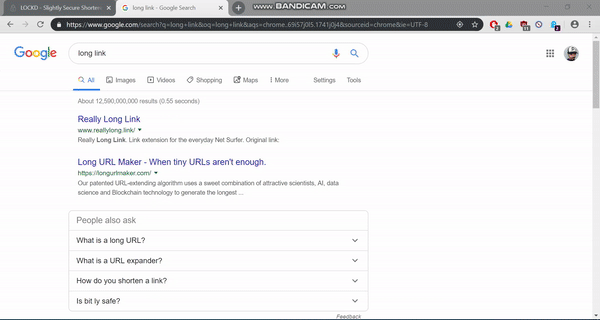 LOCKD - Slightly Secure Shorten
long link - Google Search
www.BANDICAM.com
https://www.google.com/search?q=long+link&oq=long+link&aqs=chrome..69i57j0l5.1741j0j4&sourceid=chrome&ie=UTF-8
Google
long link
All
Images
Videos
Shopping
Maps
More
Settings
Tools
About 12,590,000,000 results (0.55 seconds)
Really Long Link
www.reallylong.link/
Really Long Link. Link extension for the everyday Net Surfer. Original link:
Long URL Maker - When tiny URLs aren't enough.
https://longurlmaker.com/
Our patented URL-extending algorithm uses a sweet combination of attractive scientists, AI, data
science and Blockchain technology to generate the longest ...
People also ask
What is a long URL?
What is a URL expander?
How do you shorten a link?
Is bit ly safe?
Feedback